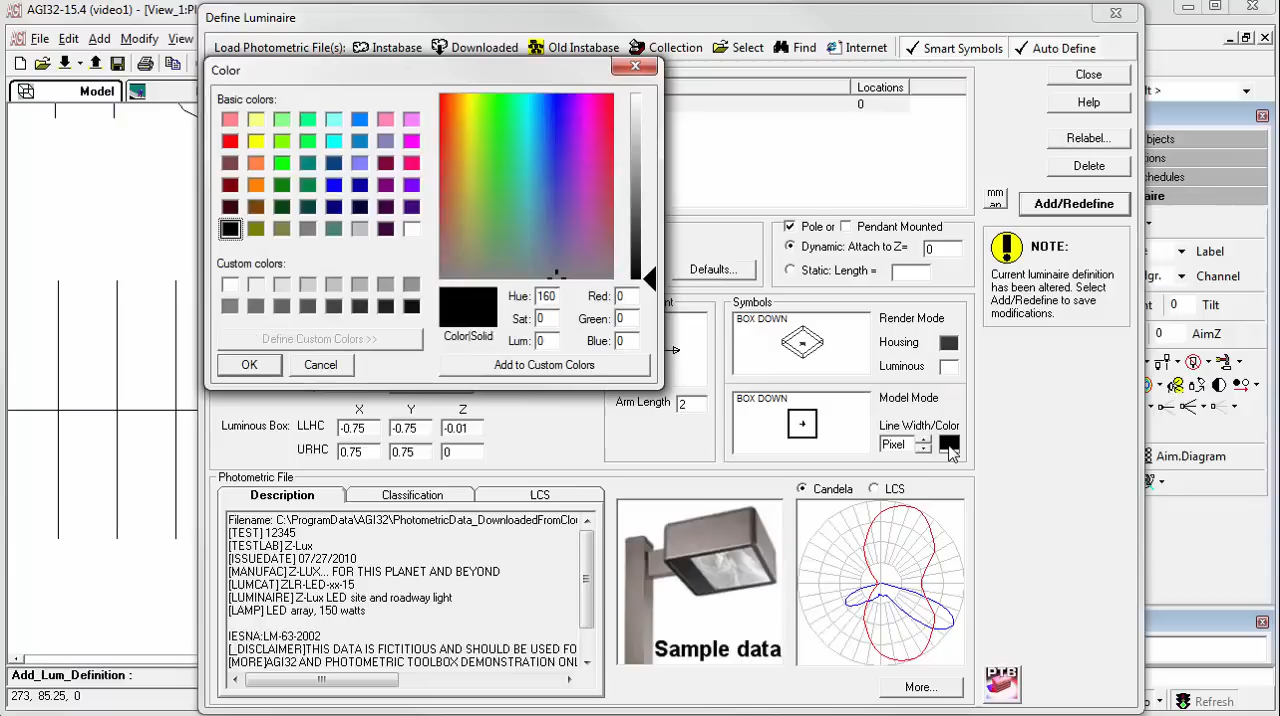 AGI32-15.4 (video1) - [View_1:Pl
File Edit Add Modify View
Model
Define Luminaire
Load Photometric File(s): Instabase Downloaded Old Instabase Collection Select Find Internet Smart Symbols Auto Define
Color
Basic colors:
Custom colors:
Define Custom Colors >>
OK Cancel
Hue: 160 Red: 0
Sat: 0 Green: 0
Color|Solid Lum: 0 Blue: 0
Add to Custom Colors
Locations
0
Close
Help
Relabel...
Delete
Add/Redefine
NOTE:
Current luminaire definition
has been altered. Select
Add/Redefine to save
modifications.
Defaults...
Pole or Pendant Mounted
Dynamic: Attach to Z= 0
Static: Length =
Arm Length 2
Symbols
BOX DOWN
Render Mode
Housing
Luminous
BOX DOWN
Model Mode
Line Width/Color
Pixel
X Y Z
Luminous Box: LLHC -0.75 -0.75 -0.01
URHC 0.75 0.75 0
Photometric File
Description Classification LCS
Filename: C:\ProgramData\AGI32\PhotometricData_DownloadedFromClo
[TEST] 12345
[TESTLAB] Z-Lux
[ISSUEDATE] 07/27/2010
[MANUFAC] Z-LUX... FOR THIS PLANET AND BEYOND
[LUMCAT] ZLR-LED-xx-15
[LUMINAIRE] Z-Lux LED site and roadway light
[LAMP] LED array, 150 watts
IESNA:LM-63-2002
[_DISCLAIMER]THIS DATA IS FICTITIOUS AND SHOULD BE USED FO
[MORE]AGI32 AND PHOTOMETRIC TOOLBOX DEMONSTRATION ONL
Sample data
Candela LCS
More...
PTB
lt >
bjects
tions
chedules
aire
Label
gr. Channel
0 Tilt
0 AimZ
Aim.Diagram
Refresh
Add_Lum_Definition :
273, 85.25, 0